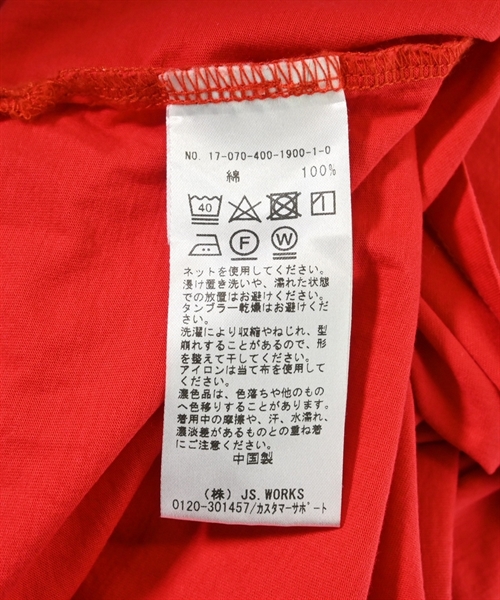 NO. 17-070-400-1900-1-0
綿 100%
40
F W
ネットを使用してください。
浸け置き洗いや、濡れた状態
での放置はお避けください。
タンブラー乾燥はお避けください。
洗濯により収縮やねじれ、型
崩れすることがあるので、形
を整えて干してください。
アイロンは当て布を使用して
ください。
濃色品は、色落ちや他のもの
へ色移りすることがあります。
着用中の摩擦や、汗、水濡れ、
濃淡差があるものとの重ね着
にご注意ください。
中国製
(株) JS.WORKS
0120-301457/カスタマーサポート